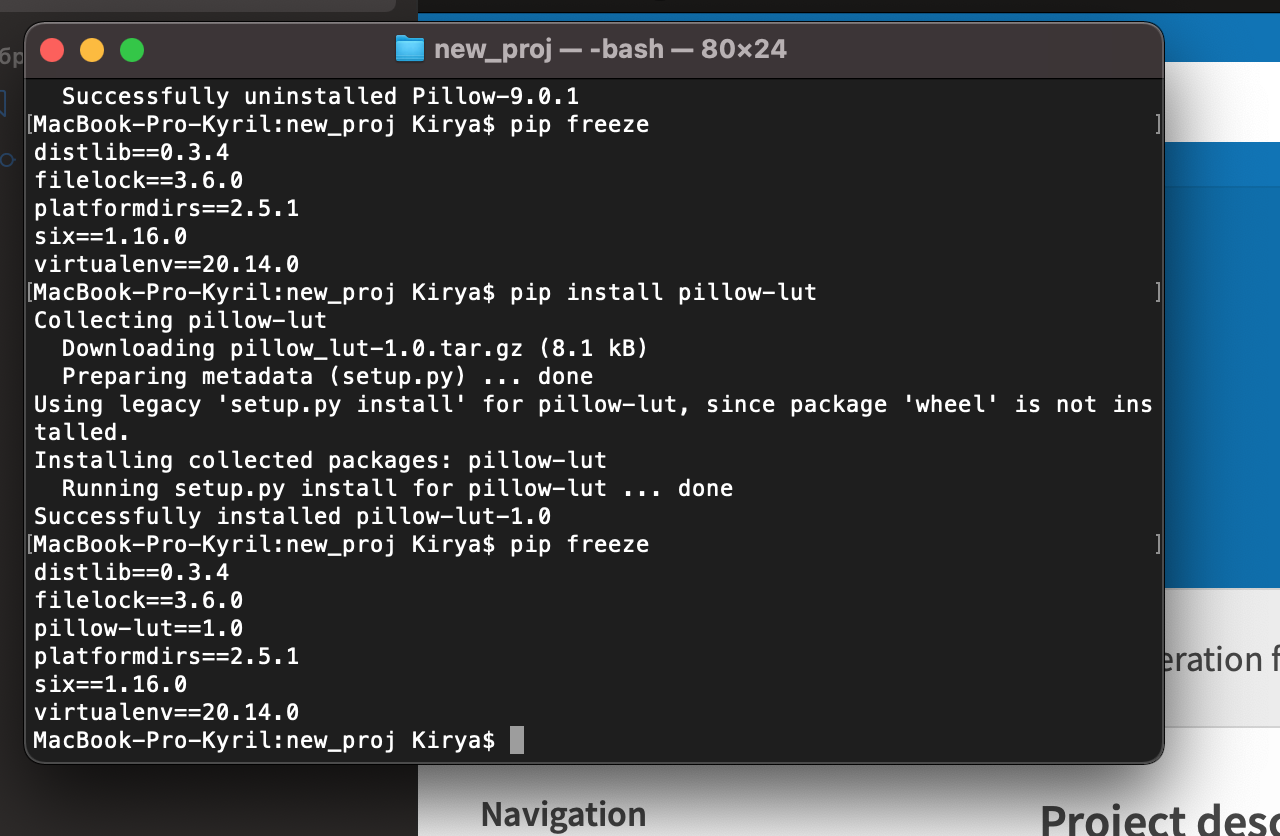 new_proj — -bash — 80×24
Successfully uninstalled Pillow-9.0.1
[MacBook-Pro-Kyril:new_proj Kirya$ pip freeze ]
distlib==0.3.4
filelock==3.6.0
platformdirs==2.5.1
six==1.16.0
virtualenv==20.14.0
[MacBook-Pro-Kyril:new_proj Kirya$ pip install pillow-lut ]
Collecting pillow-lut
Downloading pillow_lut-1.0.tar.gz (8.1 kB)
Preparing metadata (setup.py) ... done
Using legacy 'setup.py install' for pillow-lut, since package 'wheel' is not ins
talled.
Installing collected packages: pillow-lut
Running setup.py install for pillow-lut ... done
Successfully installed pillow-lut-1.0
[MacBook-Pro-Kyril:new_proj Kirya$ pip freeze ]
distlib==0.3.4
filelock==3.6.0
pillow-lut==1.0
platformdirs==2.5.1
six==1.16.0
virtualenv==20.14.0
MacBook-Pro-Kyril:new_proj Kirya$
eration f
Navigation
Project desc